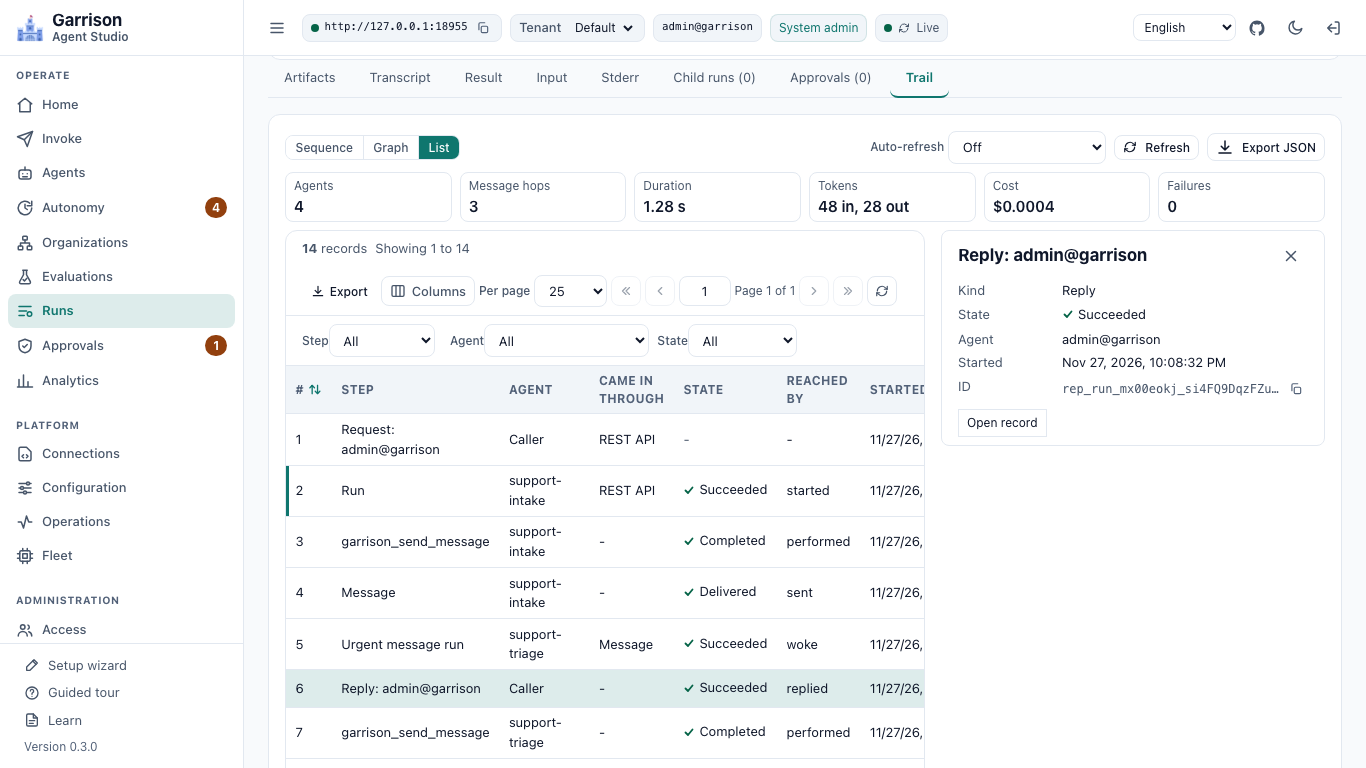 Garrison
Agent Studio
http://127.0.0.1:18955
Tenant Default
admin@garrison
System admin
Live
English
OPERATE
Home
Invoke
Agents
Autonomy 4
Organizations
Evaluations
Runs
Approvals 1
Analytics
PLATFORM
Connections
Configuration
Operations
Fleet
ADMINISTRATION
Access
Setup wizard
Guided tour
Learn
Version 0.3.0
Artifacts Transcript Result Input Stderr Child runs (0) Approvals (0) Trail
Sequence Graph List
Auto-refresh Off Refresh Export JSON
Agents
4
Message hops
3
Duration
1.28 s
Tokens
48 in, 28 out
Cost
$0.0004
Failures
0
14 records Showing 1 to 14
Export Columns Per page 25 « ‹ 1 Page 1 of 1 › »
Step All Agent All State All
# STEP AGENT CAME IN THROUGH STATE REACHED BY STARTED
1 Request: admin@garrison Caller REST API - - 11/27/26,
2 Run support-intake REST API Succeeded started 11/27/26,
3 garrison_send_message support-intake - Completed performed 11/27/26,
4 Message support-intake - Delivered sent 11/27/26,
5 Urgent message run support-triage Message Succeeded woke 11/27/26,
6 Reply: admin@garrison Caller - Succeeded replied 11/27/26,
7 garrison_send_message support-triage - Completed performed 11/27/26,
Reply: admin@garrison
Kind Reply
State Succeeded
Agent admin@garrison
Started Nov 27, 2026, 10:08:32 PM
ID rep_run_mx00eokj_si4FQ9DqzFZu…
Open record